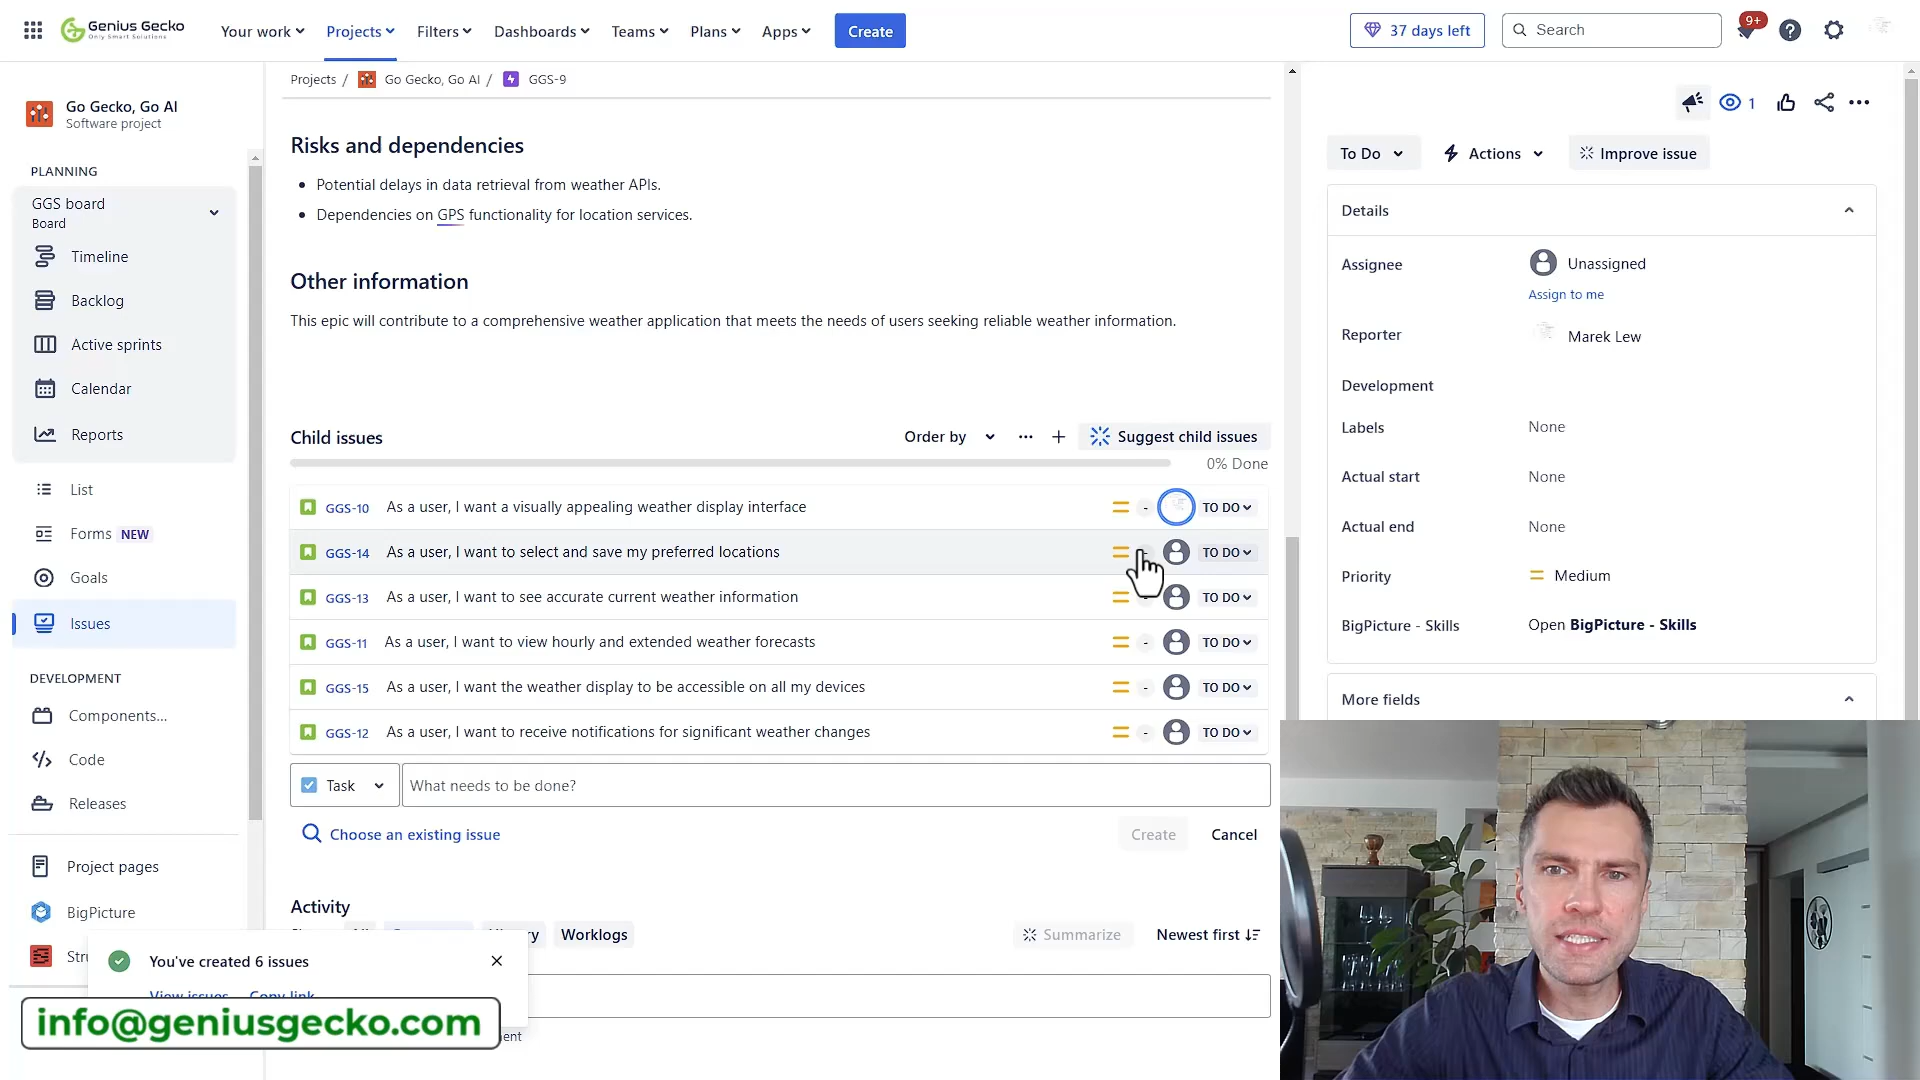 Genius Gecko
Only Smart Solutions
Your work
Projects
Filters
Dashboards
Teams
Plans
Apps
Create
37 days left
Search
9+
Go Gecko, Go AI
Software project
PLANNING
GGS board
Board
Timeline
Backlog
Active sprints
Calendar
Reports
List
Forms NEW
Goals
Issues
DEVELOPMENT
Components...
Code
Releases
Project pages
BigPicture
Projects / Go Gecko, Go AI / GGS-9
Risks and dependencies
Potential delays in data retrieval from weather APIs.
Dependencies on GPS functionality for location services.
Other information
This epic will contribute to a comprehensive weather application that meets the needs of users seeking reliable weather information.
Child issues
Order by
Suggest child issues
0% Done
GGS-10 As a user, I want a visually appealing weather display interface - TO DO
GGS-14 As a user, I want to select and save my preferred locations - TO DO
GGS-13 As a user, I want to see accurate current weather information - TO DO
GGS-11 As a user, I want to view hourly and extended weather forecasts - TO DO
GGS-15 As a user, I want the weather display to be accessible on all my devices - TO DO
GGS-12 As a user, I want to receive notifications for significant weather changes - TO DO
Task
What needs to be done?
Choose an existing issue
Create
Cancel
Activity
Worklogs
Summarize
Newest first
You've created 6 issues
View issues
Copy link
info@geniusgecko.com
1
To Do
Actions
Improve issue
Details
Assignee
Unassigned
Assign to me
Reporter
Marek Lew
Development
Labels
None
Actual start
None
Actual end
None
Priority
Medium
BigPicture - Skills
Open BigPicture - Skills
More fields